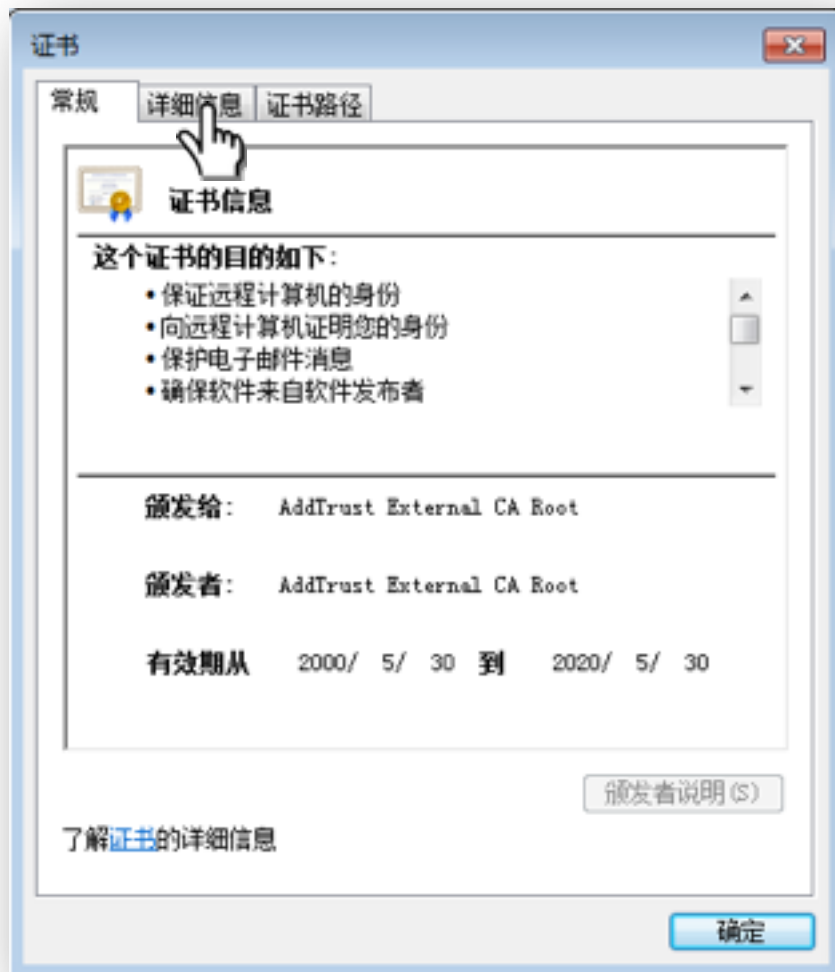 证书
常规 详细信息 证书路径
证书信息
这个证书的目的如下:
•保证远程计算机的身份
•向远程计算机证明您的身份
•保护电子邮件消息
•确保软件来自软件发布者
颁发给: AddTrust External CA Root
颁发者: AddTrust External CA Root
有效期从 2000/ 5/ 30 到 2020/ 5/ 30
颁发者说明(S)
了解证书的详细信息
确定